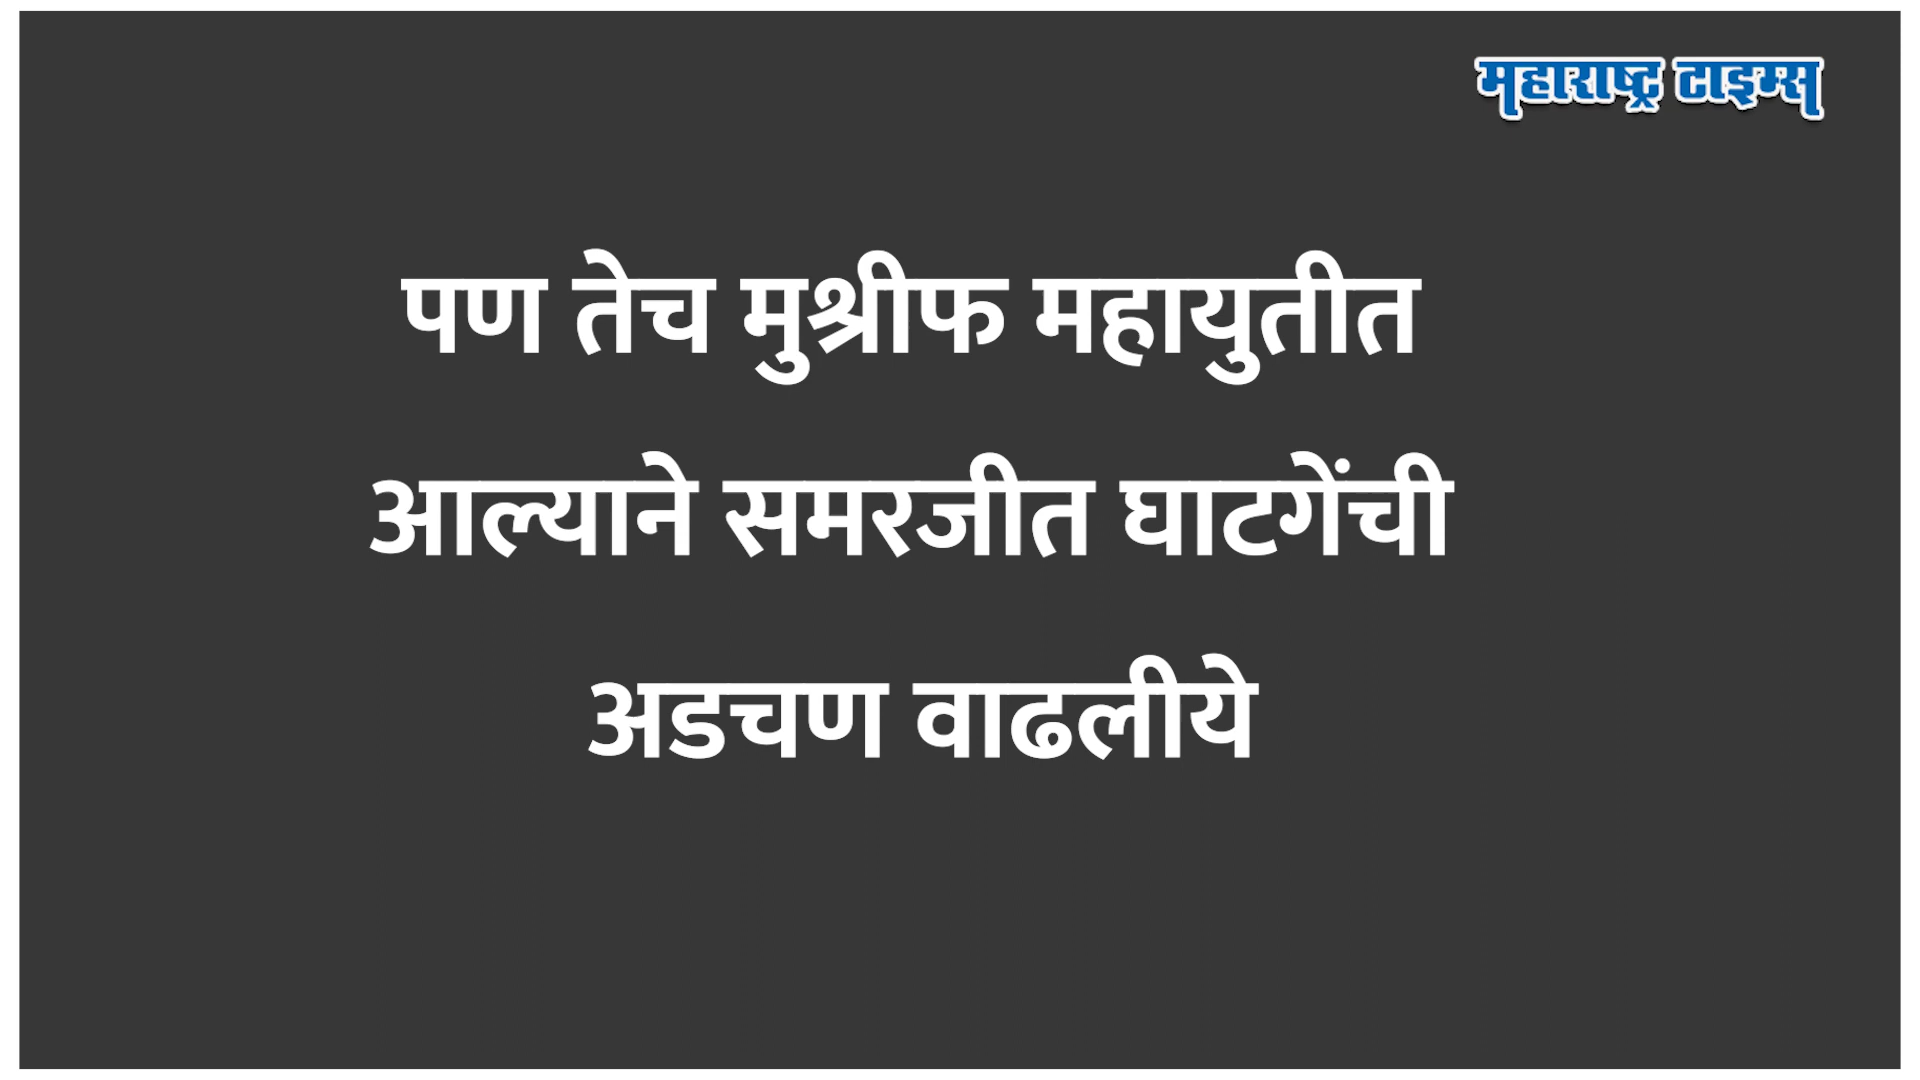 महाराष्ट्र टाइम्स
पण तेच मुश्रीफ महायुतीत
आल्याने समरजीत घाटगेंची
अडचण वाढलीये